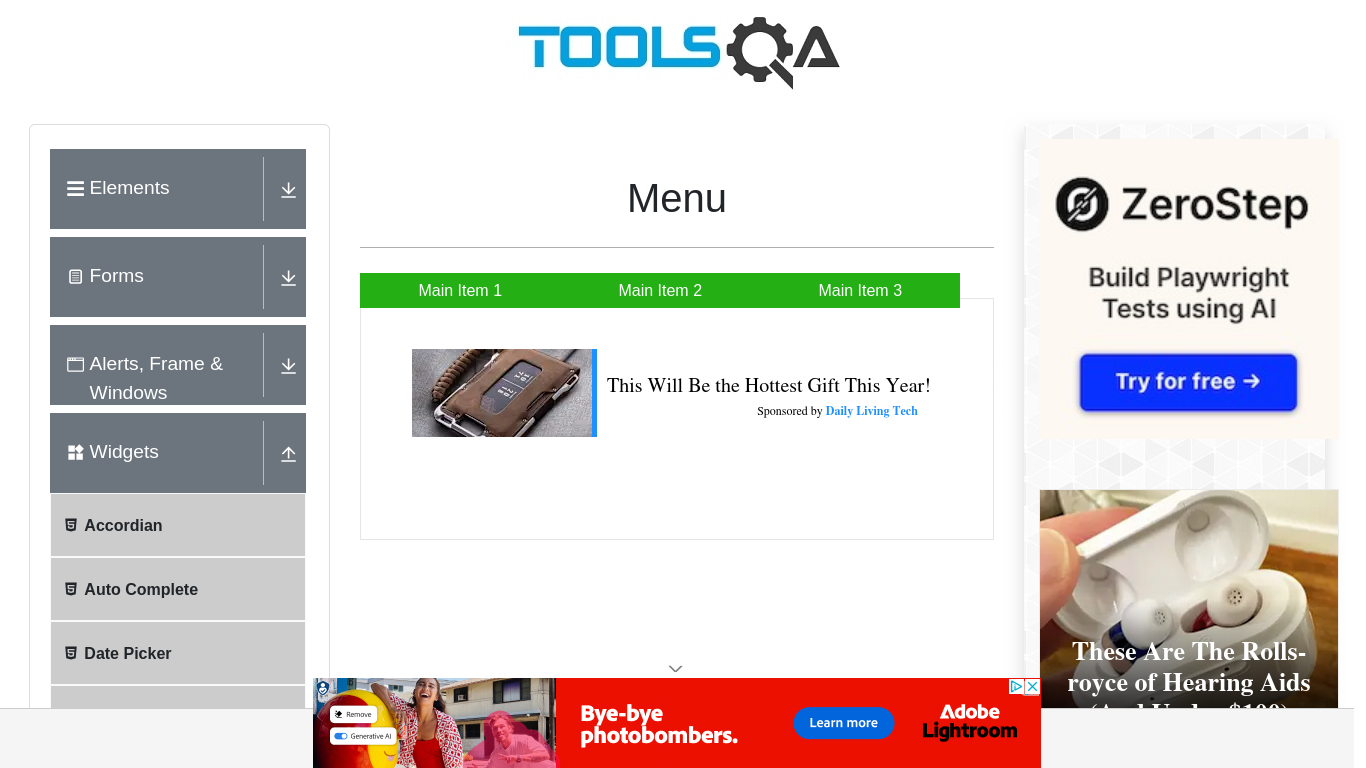 TOOLSQA
Elements
Forms
Alerts, Frame &
Windows
Widgets
Accordian
Auto Complete
Date Picker
Menu
Main Item 1
Main Item 2
Main Item 3
This Will Be the Hottest Gift This Year!
Sponsored by Daily Living Tech
ZeroStep
Build Playwright
Tests using AI
Try for free →
These Are The Rolls-
royce of Hearing Aids
(And Under $100)
Remove
Generative AI
Bye-bye
photobombers.
Learn more
Adobe
Lightroom